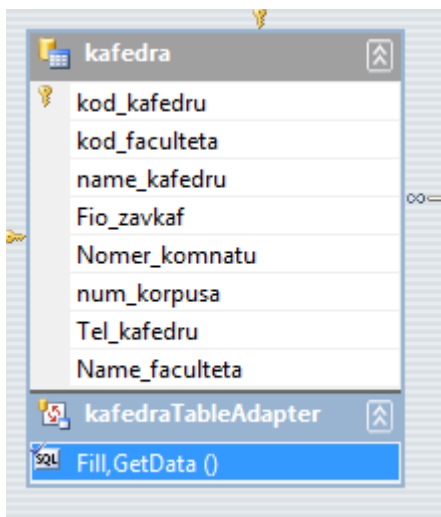 kafedra
kod_kafedru
kod_faculteta
name_kafedru
Fio_zavkaf
Nomer_komnatu
num_korpusa
Tel_kafedru
Name_faculteta
kafedraTableAdapter
SQL Fill,GetData ()